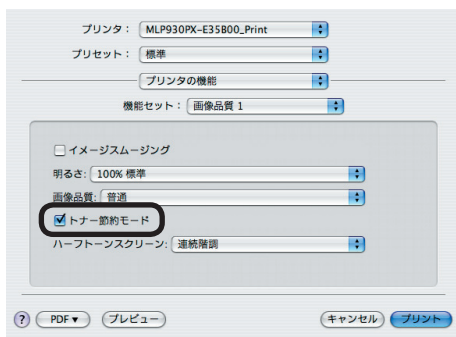 プリンタ： MLP930PX-E35B00_Print
プリセット： 標準
プリンタの機能
機能セット： 画像品質 1
イメージスムージング
明るさ: 100% 標準
画像品質: 普通
トナー節約モード
ハーフトーンスクリーン: 連続階調
? PDF▼ プレビュー キャンセル プリント